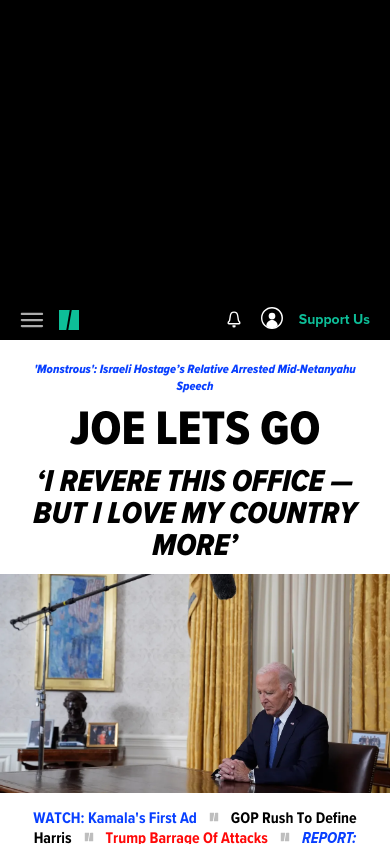 Support Us
'Monstrous': Israeli Hostage's Relative Arrested Mid-Netanyahu
Speech
JOE LETS GO
‘I REVERE THIS OFFICE —
BUT I LOVE MY COUNTRY
MORE’
WATCH: Kamala's First Ad GOP Rush To Define
Harris Trump Barrage Of Attacks REPORT: